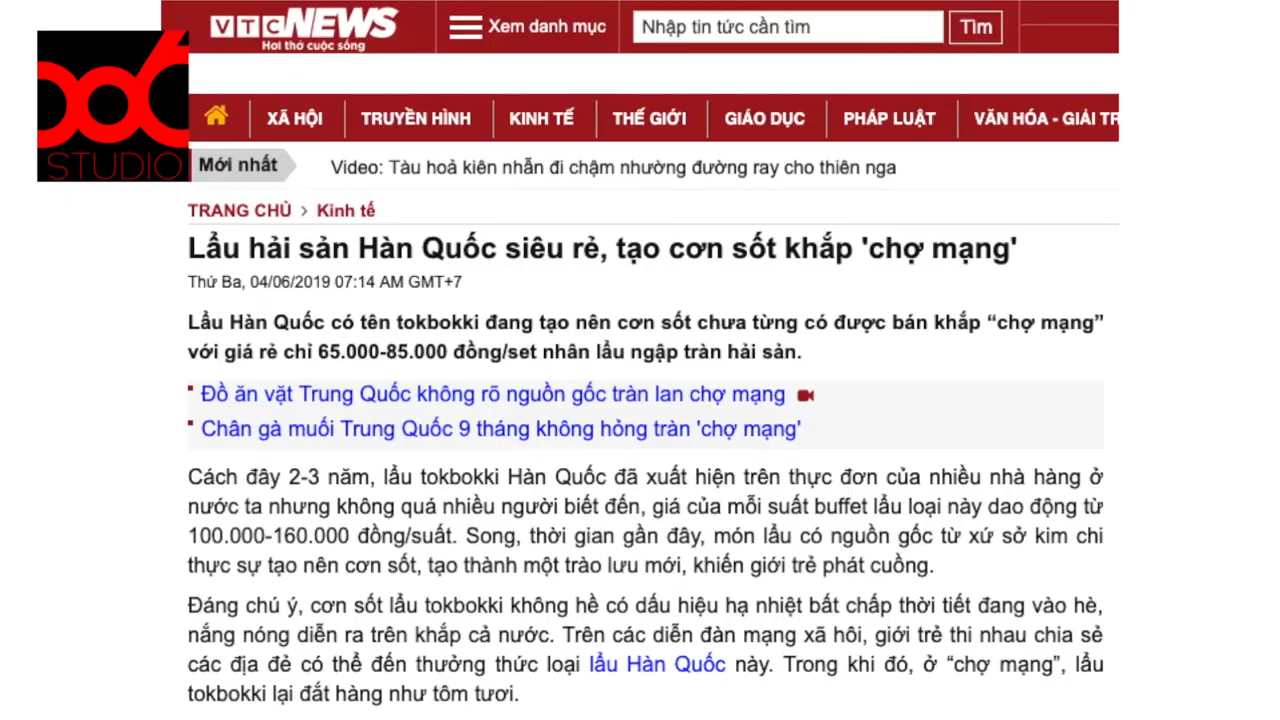 VTC NEWS
Hơi thở cuộc sống
Xem danh mục
Nhập tin tức cần tìm
Tìm
006
STUDIO
XÃ HỘI
TRUYỀN HÌNH
KINH TẾ
THẾ GIỚI
GIÁO DỤC
PHÁP LUẬT
VĂN HÓA - GIẢI TR
Mới nhất
Video: Tàu hoả kiên nhẫn đi chậm nhường đường ray cho thiên nga
TRANG CHỦ > Kinh tế
Lẩu hải sản Hàn Quốc siêu rẻ, tạo cơn sốt khắp 'chợ mạng'
Thứ Ba, 04/06/2019 07:14 AM GMT+7
Lẩu Hàn Quốc có tên tokbokki đang tạo nên cơn sốt chưa từng có được bán khắp “chợ mạng”
với giá rẻ chỉ 65.000-85.000 đồng/set nhân lẩu ngập tràn hải sản.
Đồ ăn vặt Trung Quốc không rõ nguồn gốc tràn lan chợ mạng
Chân gà muối Trung Quốc 9 tháng không hỏng tràn 'chợ mạng'
Cách đây 2-3 năm, lẩu tokbokki Hàn Quốc đã xuất hiện trên thực đơn của nhiều nhà hàng ở
nước ta nhưng không quá nhiều người biết đến, giá của mỗi suất buffet lẩu loại này dao động từ
100.000-160.000 đồng/suất. Song, thời gian gần đây, món lẩu có nguồn gốc từ xứ sở kim chi
thực sự tạo nên cơn sốt, tạo thành một trào lưu mới, khiến giới trẻ phát cuồng.
Đáng chú ý, cơn sốt lẩu tokbokki không hề có dấu hiệu hạ nhiệt bất chấp thời tiết đang vào hè,
nắng nóng diễn ra trên khắp cả nước. Trên các diễn đàn mạng xã hôi, giới trẻ thi nhau chia sẻ
các địa đẻ có thể đến thưởng thức loại lẩu Hàn Quốc này. Trong khi đó, ở “chợ mạng”, lẩu
tokbokki lại đắt hàng như tôm tươi.